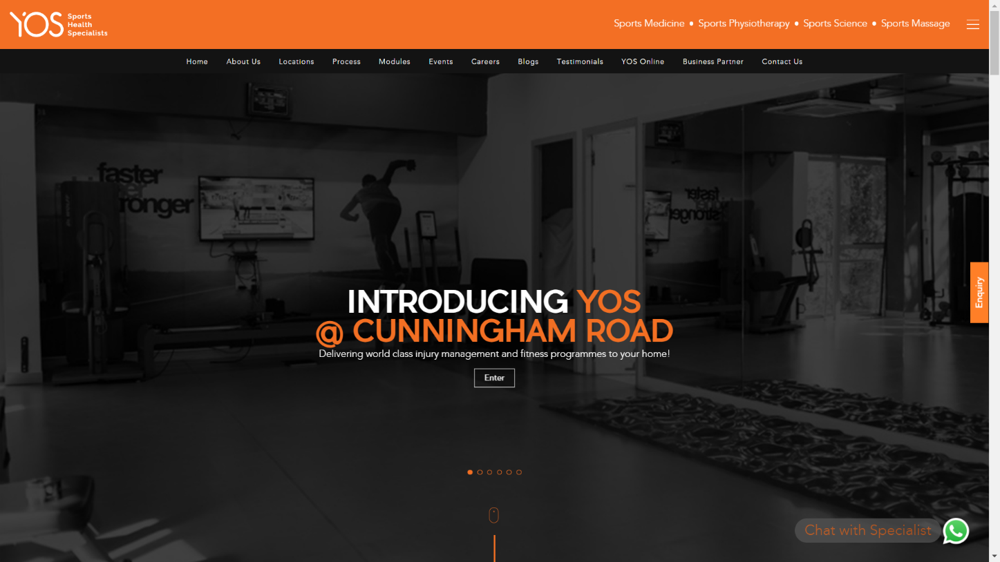 YOS
Sports
Health
Specialists
Sports Medicine • Sports Physiotherapy • Sports Science • Sports Massage
Home About Us Locations Process Modules Events Careers Blogs Testimonials YOS Online Business Partner Contact Us
faster
ronger
faster
stronger
Enquiry
INTRODUCING YOS
@ CUNNINGHAM ROAD
Delivering world class injury management and fitness programmes to your home!
Enter
Chat with Specialist